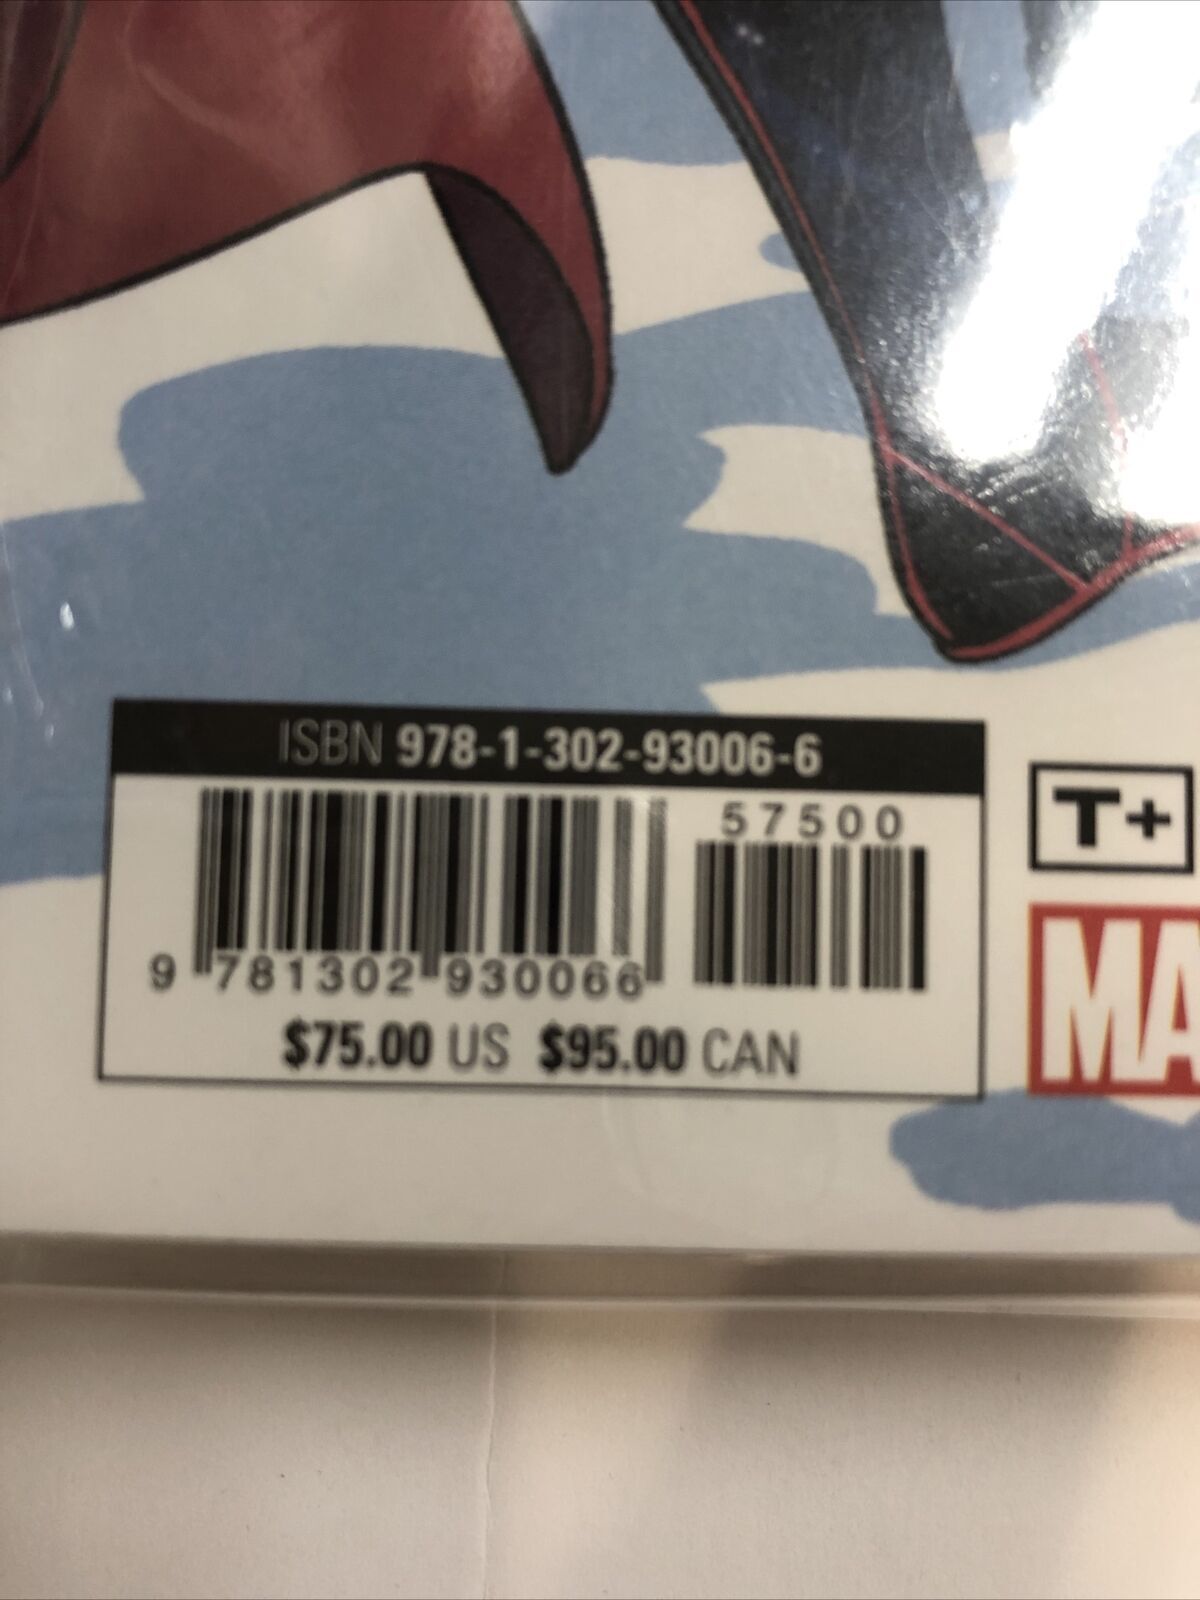 ISBN 978-1-302-93006-6
57500
9 781302 930066
$75.00 US $95.00 CAN
T+
MA